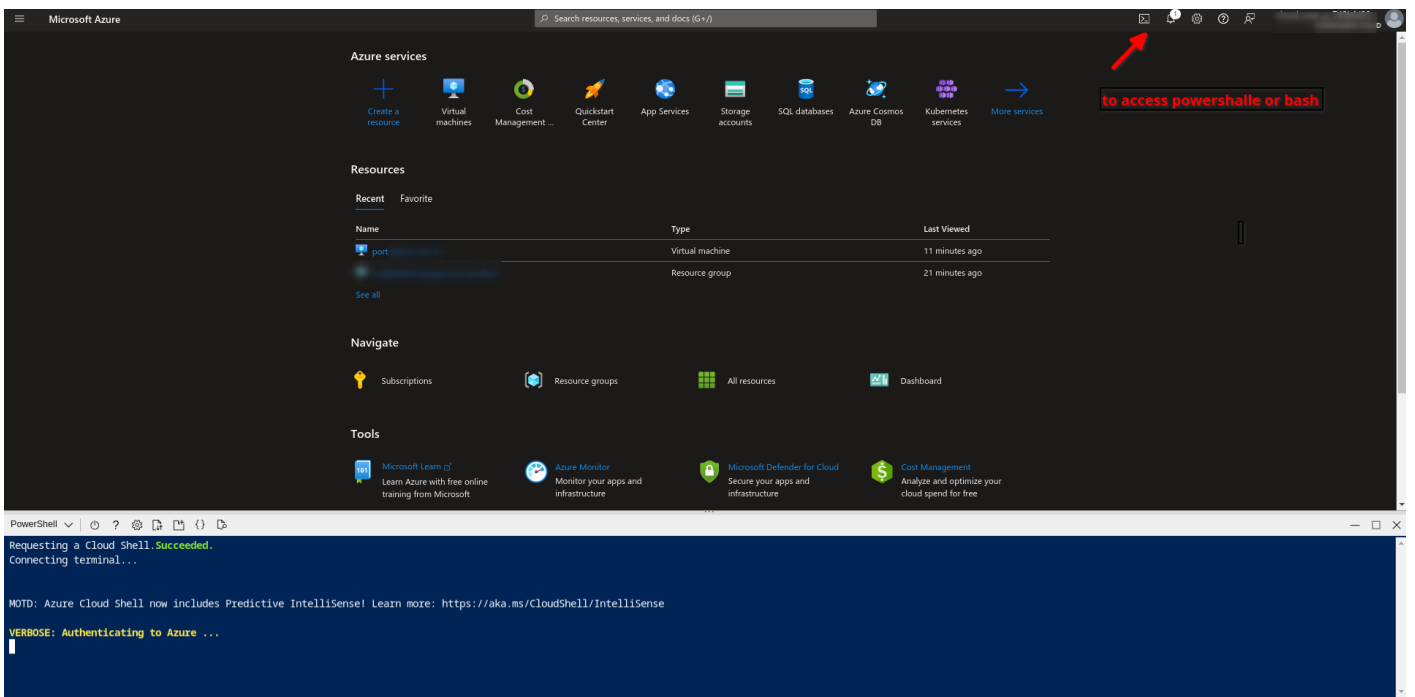 Microsoft Azure
Search resources, services, and docs (G+/)
1
to access powershalle or bash
Azure services
Create a resource
Virtual machines
Cost Management ...
Quickstart Center
App Services
Storage accounts
SQL databases
Azure Cosmos DB
Kubernetes services
More services
Resources
Recent Favorite
Name Type Last Viewed
port Virtual machine 11 minutes ago
Resource group 21 minutes ago
See all
Navigate
Subscriptions Resource groups All resources Dashboard
Tools
Microsoft Learn
Learn Azure with free online
training from Microsoft
Azure Monitor
Monitor your apps and
infrastructure
Microsoft Defender for Cloud
Secure your apps and
infrastructure
Cost Management
Analyze and optimize your
cloud spend for free
PowerShell
Requesting a Cloud Shell.Succeeded.
Connecting terminal...
MOTD: Azure Cloud Shell now includes Predictive IntelliSense! Learn more: https://aka.ms/CloudShell/IntelliSense
VERBOSE: Authenticating to Azure ...